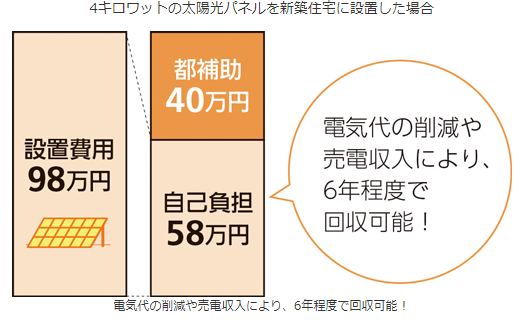 4キロワットの太陽光パネルを新築住宅に設置した場合
設置費用
98万円
都補助
40万円
自己負担
58万円
電気代の削減や
売電収入により、
6年程度で
回収可能！
電気代の削減や売電収入により、6年程度で回収可能！